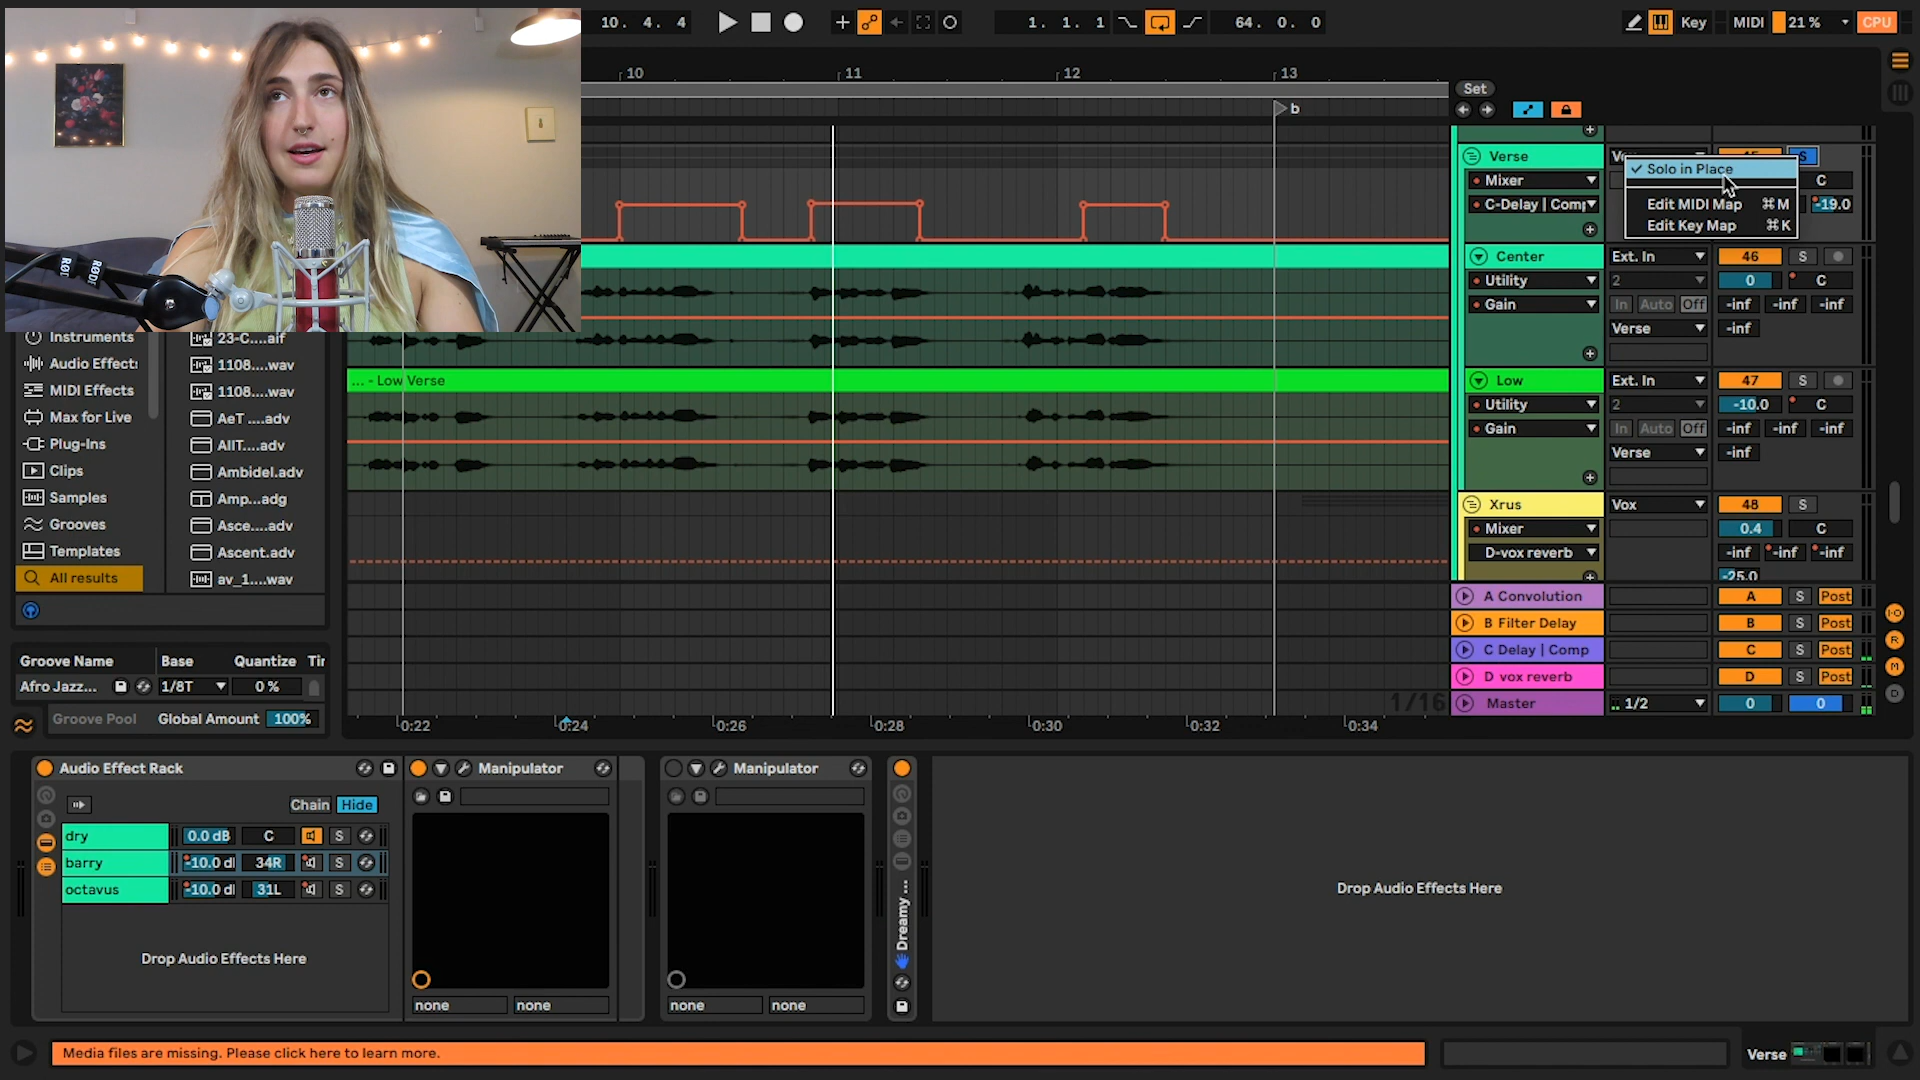 10. 4. 4
1. 1. 1
64. 0. 0
Key
MIDI
21 %
CPU
10
11
12
13
b
Set
RØDE
RØDE
Verse
S
Solo in Place
Edit MIDI Map ⌘ M
Edit Key Map ⌘ K
Mixer
C
C-Delay | Comp
-19.0
Center
Ext. In
46
S
Utility
2
0
C
Gain
In Auto Off
-inf -inf -inf
Verse
-inf
... - Low Verse
Low
Ext. In
47
S
Utility
2
-10.0
C
Gain
In Auto Off
-inf -inf -inf
Verse
-inf
Xrus
Vox
48
S
Mixer
0.4
C
D-vox reverb
-inf -inf -inf
-25.0
A Convolution
A
S
Post
B Filter Delay
B
S
Post
C Delay | Comp
C
S
Post
D vox reverb
D
S
Post
Master
1/2
0
0
I·O
R
M
D
Instruments
Audio Effects
MIDI Effects
Max for Live
Plug-Ins
Clips
Samples
Grooves
Templates
All results
23-C....aif
1108....wav
1108....wav
AeT ....adv
AllT....adv
Ambidel.adv
Amp...adg
Asce....adv
Ascent.adv
av_1....wav
Groove Name
Base
Quantize
Afro Jazz...
1/8T
0 %
Groove Pool
Global Amount
100%
1/16
0:22
0:24
0:26
0:28
0:30
0:32
0:34
Audio Effect Rack
Chain
Hide
dry
0.0 dB
C
S
barry
-10.0 dB
34R
S
octavus
-10.0 dB
31L
S
Drop Audio Effects Here
Manipulator
none
none
Manipulator
none
none
Dreamy ...
Drop Audio Effects Here
Media files are missing. Please click here to learn more.
Verse